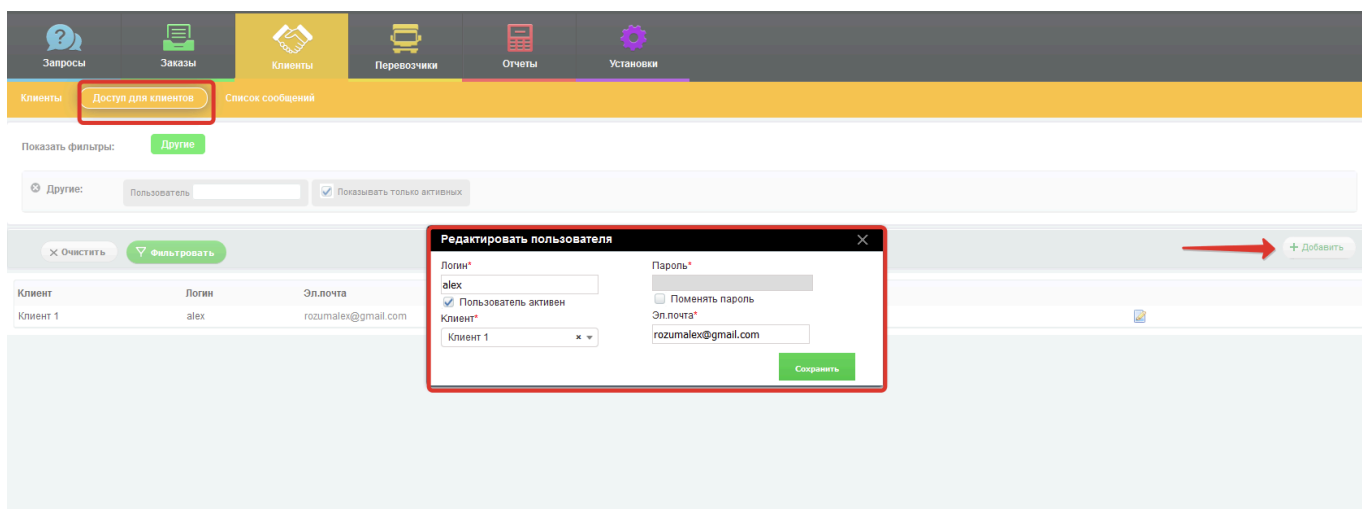 Запросы Заказы Клиенты Перевозчики Отчеты Установки
Клиенты Доступ для клиентов Список сообщений
Показать фильтры: Другие
Другие: Пользователь Показывать только активных
Очистить Фильтровать + Добавить
Клиент Логин Эл.почта
Клиент 1 alex rozumalex@gmail.com
Редактировать пользователя
Логин* Пароль*
alex
Пользователь активен Поменять пароль
Клиент* Эл.почта*
Клиент 1 rozumalex@gmail.com
Сохранить